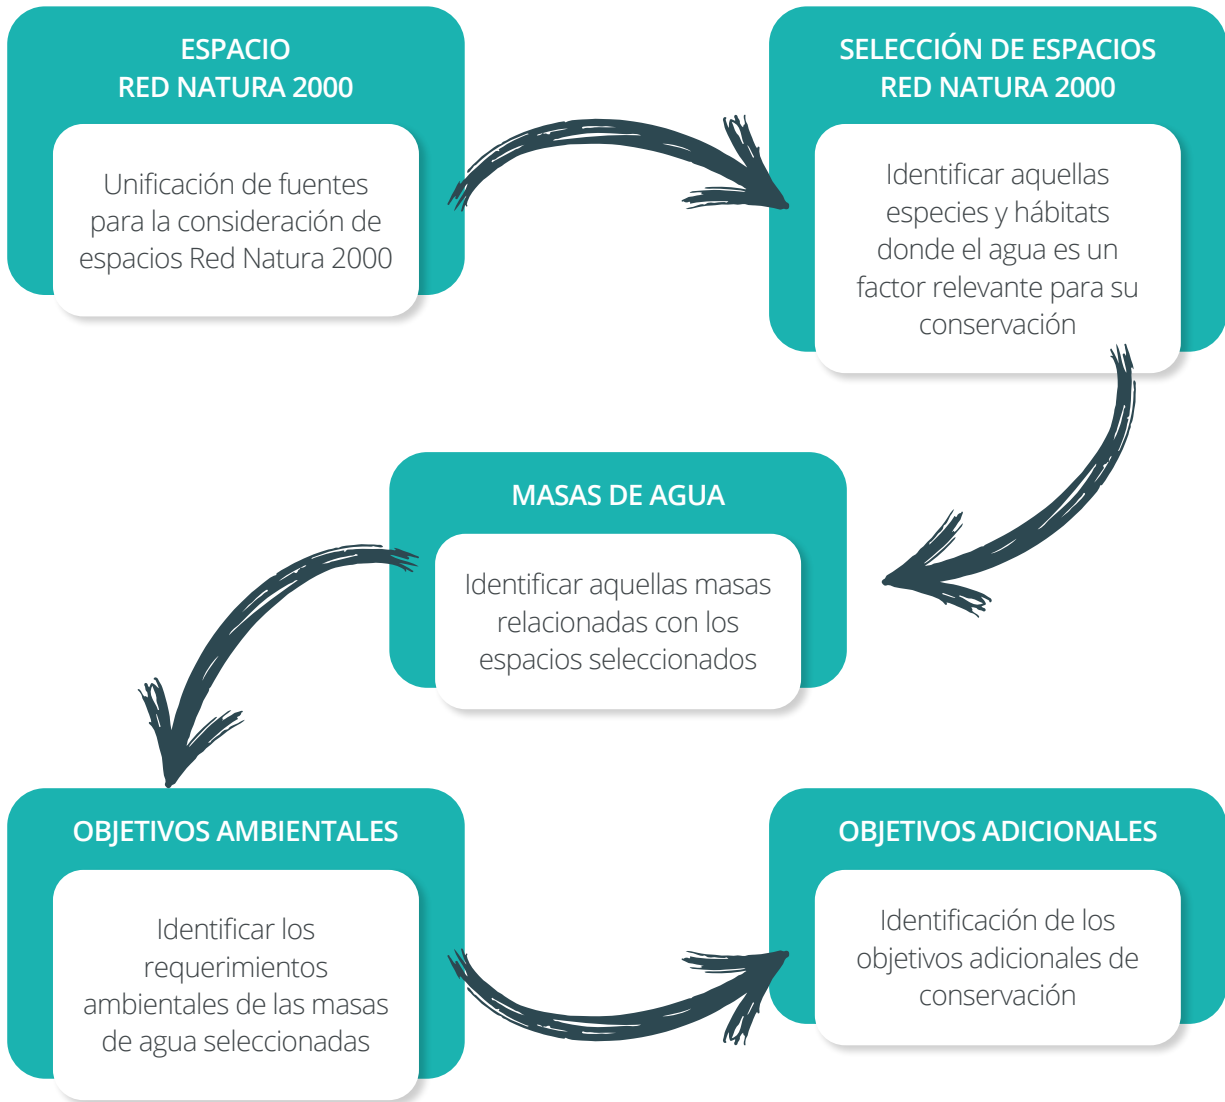 ESPACIO
RED NATURA 2000
Unificación de fuentes
para la consideración de
espacios Red Natura 2000
SELECCIÓN DE ESPACIOS
RED NATURA 2000
Identificar aquellas
especies y hábitats
donde el agua es un
factor relevante para su
conservación
MASAS DE AGUA
Identificar aquellas masas
relacionadas con los
espacios seleccionados
OBJETIVOS AMBIENTALES
Identificar los
requerimientos
ambientales de las masas
de agua seleccionadas
OBJETIVOS ADICIONALES
Identificación de los
objetivos adicionales de
conservación